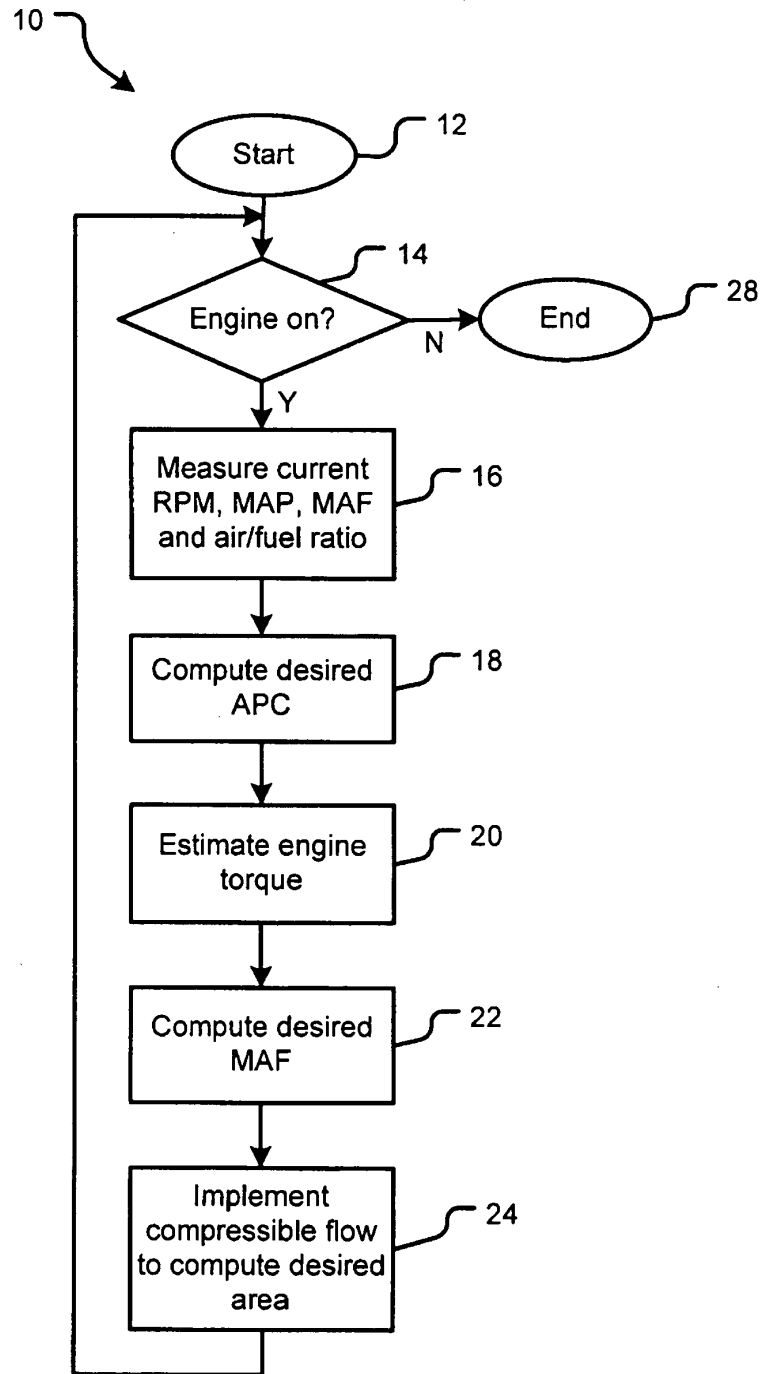 10
Start
12
Engine on?
14
N
End
28
Y
Measure current
RPM, MAP, MAF
and air/fuel ratio
16
Compute desired
APC
18
Estimate engine
torque
20
Compute desired
MAF
22
Implement
compressible flow
to compute desired
area
24